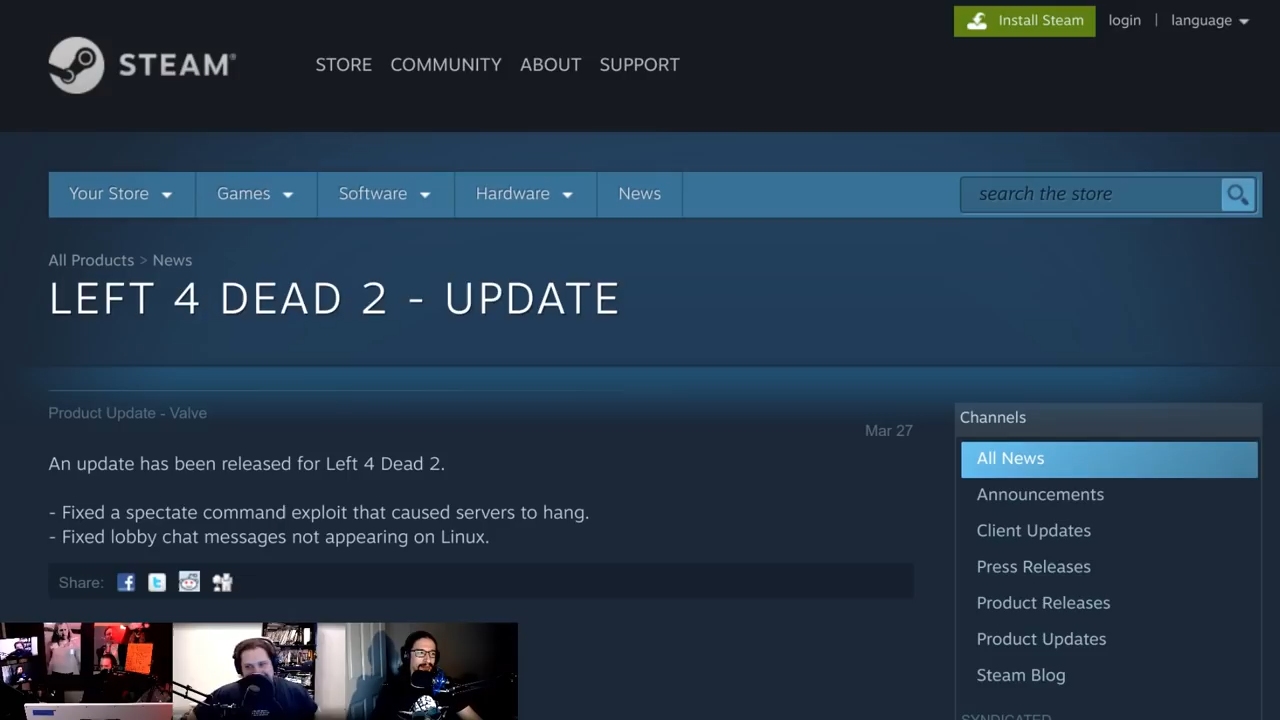 Install Steam
login | language
STEAM®
STORE COMMUNITY ABOUT SUPPORT
Your Store Games Software Hardware News
search the store
All Products > News
LEFT 4 DEAD 2 - UPDATE
Product Update - Valve
Mar 27
An update has been released for Left 4 Dead 2.
- Fixed a spectate command exploit that caused servers to hang.
- Fixed lobby chat messages not appearing on Linux.
Share:
Channels
All News
Announcements
Client Updates
Press Releases
Product Releases
Product Updates
Steam Blog
SYNDICATED